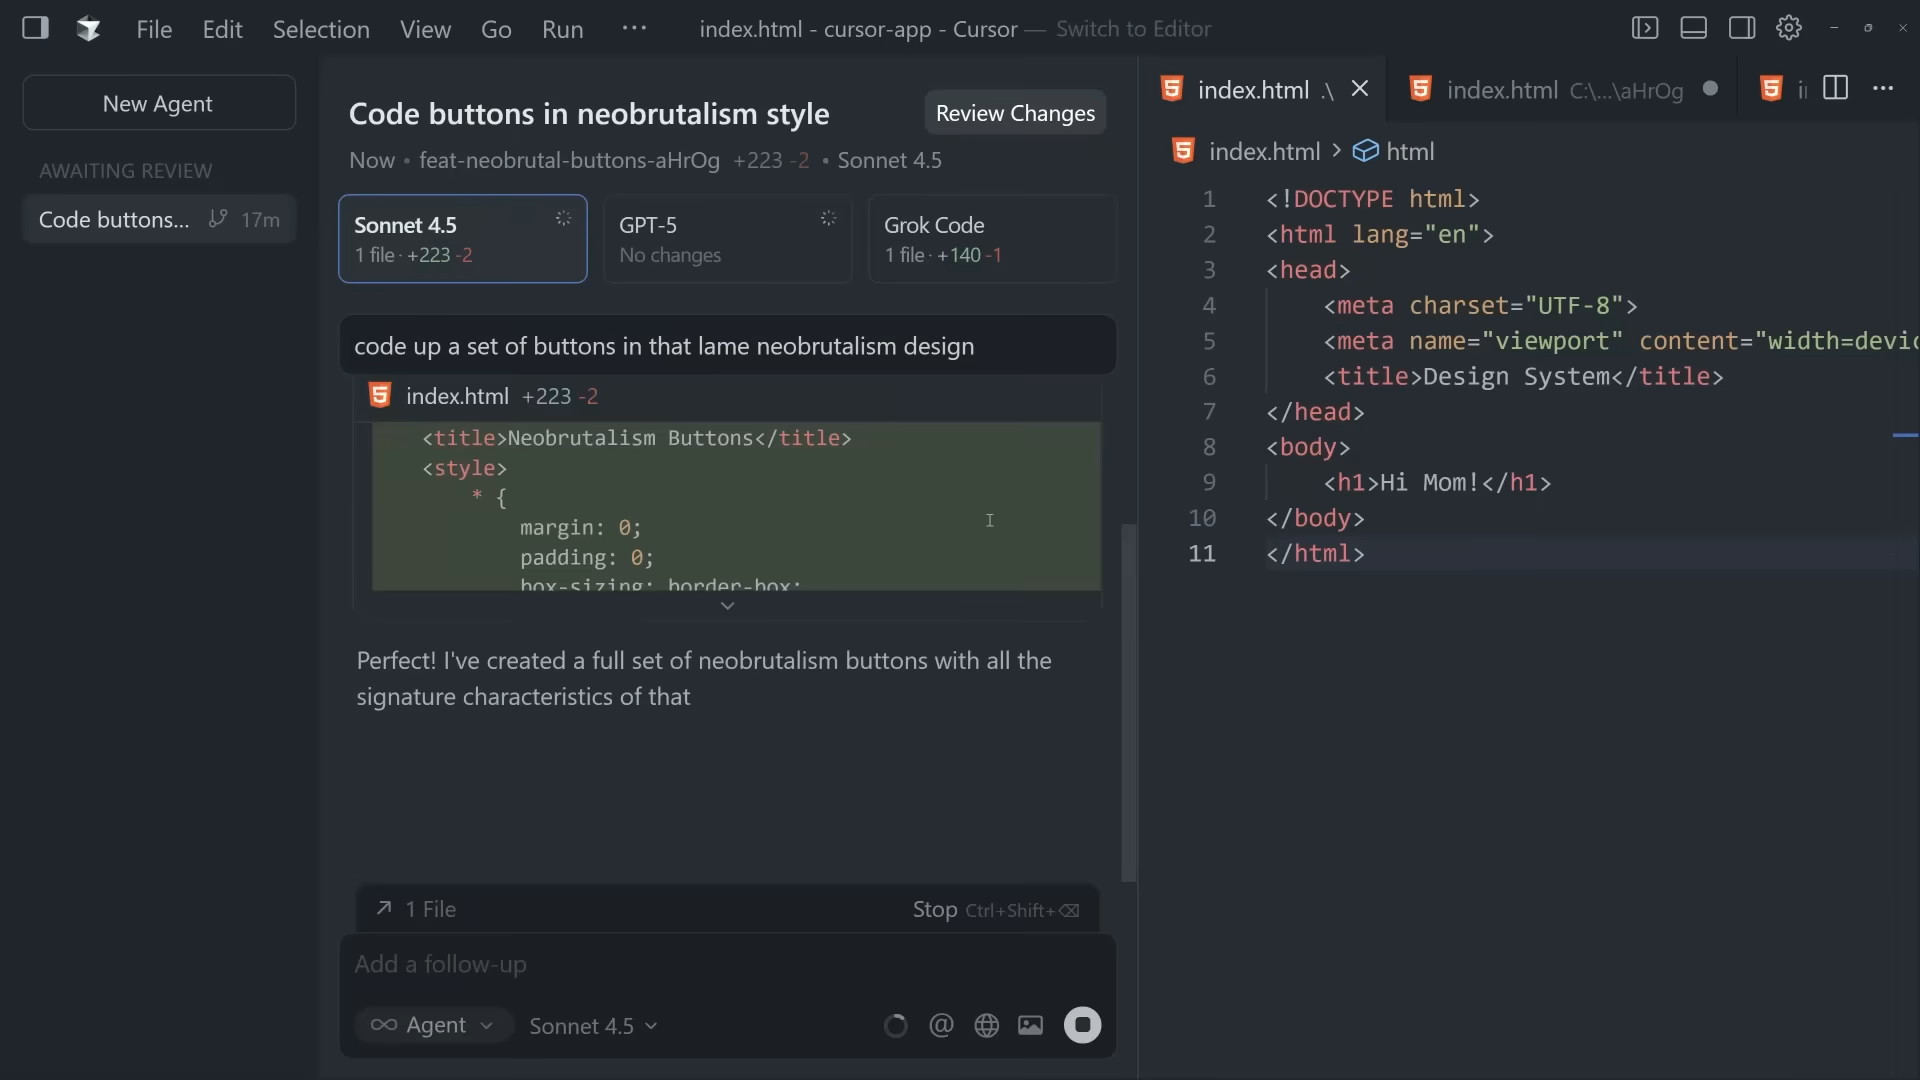 File Edit Selection View Go Run ··· index.html - cursor-app - Cursor — Switch to Editor
New Agent
AWAITING REVIEW
Code buttons... 17m
Code buttons in neobrutalism style
Review Changes
Now • feat-neobrutal-buttons-aHrOg +223 -2 • Sonnet 4.5
Sonnet 4.5
1 file · +223 -2
GPT-5
No changes
Grok Code
1 file · +140 -1
code up a set of buttons in that lame neobrutalism design
index.html +223 -2
<title>Neobrutalism Buttons</title>
<style>
* {
margin: 0;
padding: 0;
box-sizing: border-box;
Perfect! I've created a full set of neobrutalism buttons with all the
signature characteristics of that
1 File
Stop Ctrl+Shift+⌫
Add a follow-up
Agent Sonnet 4.5
index.html .\
index.html C:\...\aHrOg
index.html > html
1 <!DOCTYPE html>
2 <html lang="en">
3 <head>
4 <meta charset="UTF-8">
5 <meta name="viewport" content="width=devic
6 <title>Design System</title>
7 </head>
8 <body>
9 <h1>Hi Mom!</h1>
10 </body>
11 </html>